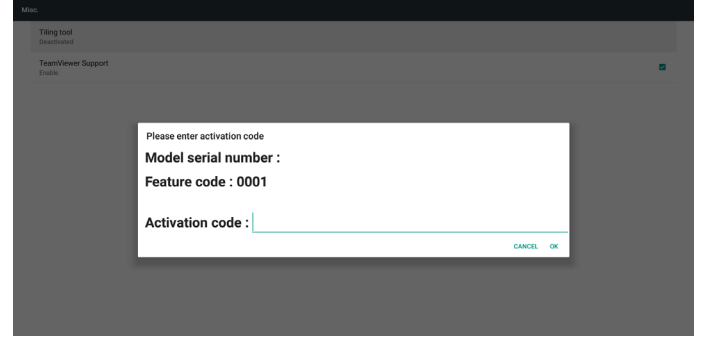 Misc.
Tiling tool
Deactivated
TeamViewer Support
Enable
Please enter activation code
Model serial number :
Feature code : 0001
Activation code :
CANCEL OK